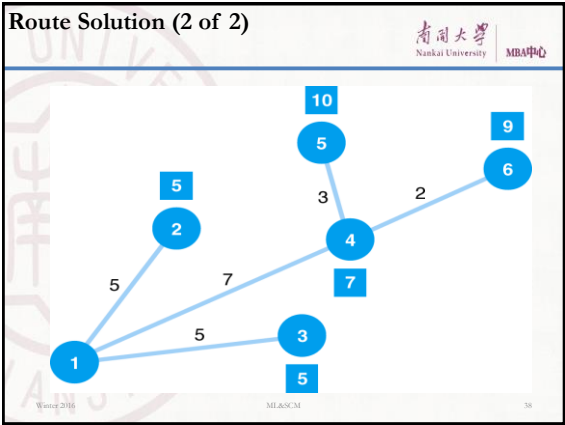 Route Solution (2 of 2)
南開大學
Nankai University
MBA中心
10
5
9
6
5
2
3
2
4
7
5
7
5
3
5
1
Winter 2016
ML&SCM
38